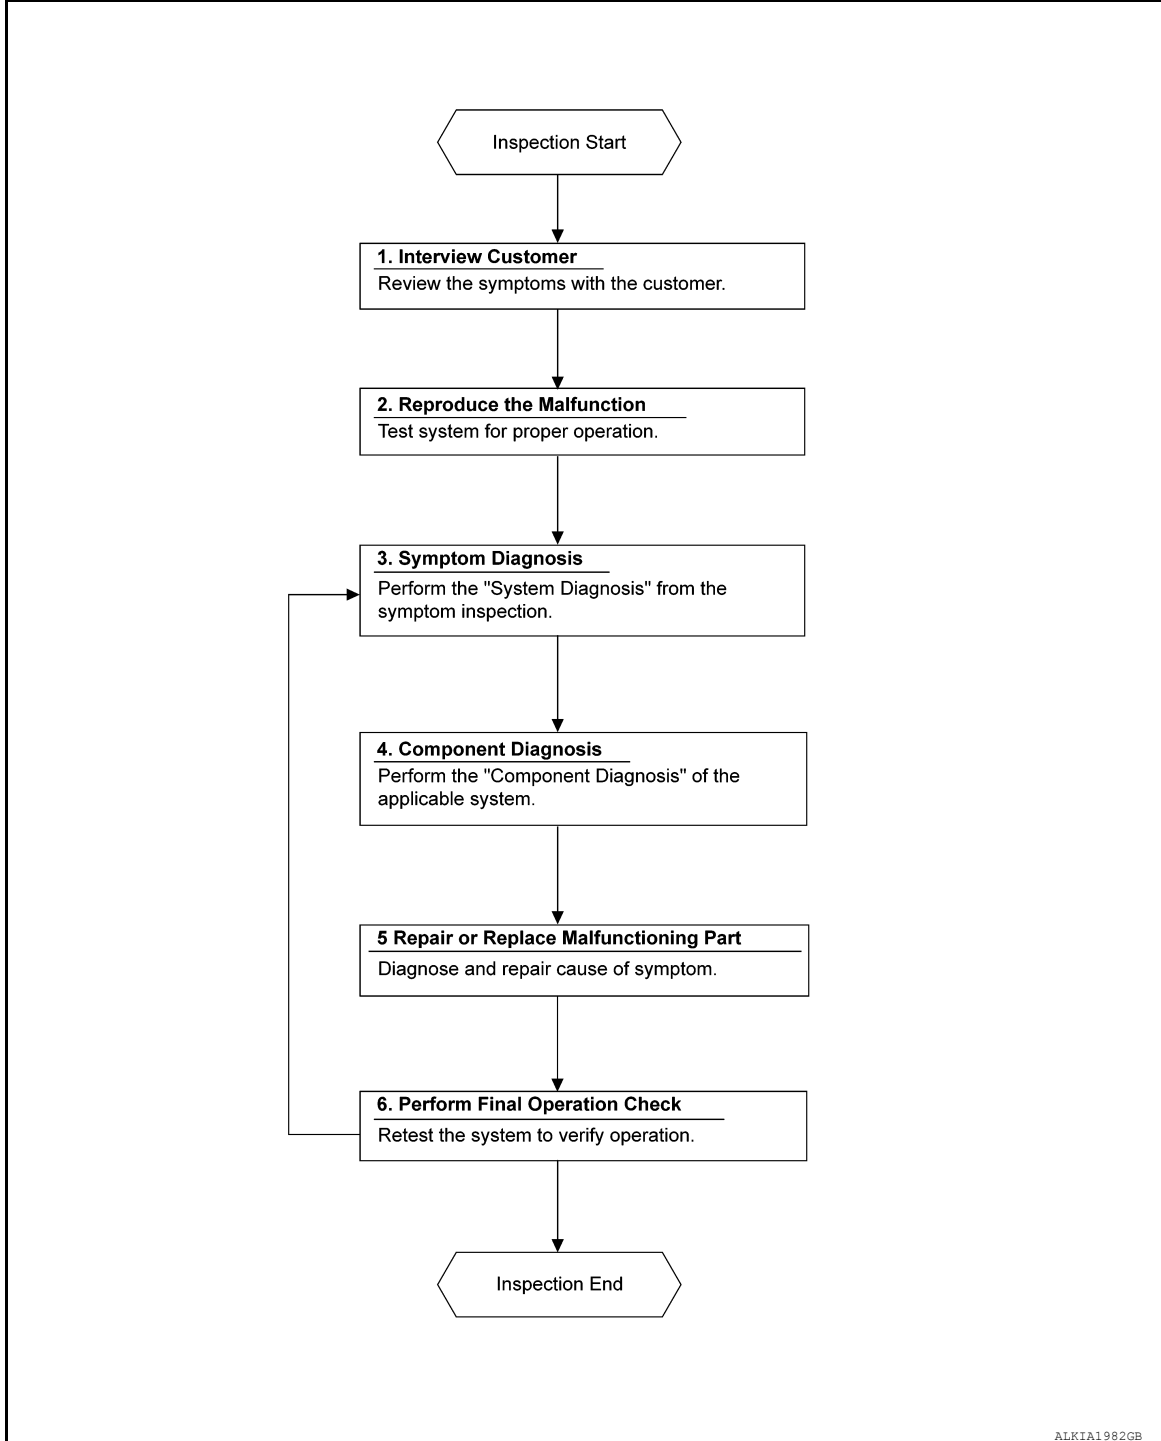 Inspection Start
1. Interview Customer
Review the symptoms with the customer.
2. Reproduce the Malfunction
Test system for proper operation.
3. Symptom Diagnosis
Perform the "System Diagnosis" from the
symptom inspection.
4. Component Diagnosis
Perform the "Component Diagnosis" of the
applicable system.
5 Repair or Replace Malfunctioning Part
Diagnose and repair cause of symptom.
6. Perform Final Operation Check
Retest the system to verify operation.
Inspection End
ALKIA1982GB